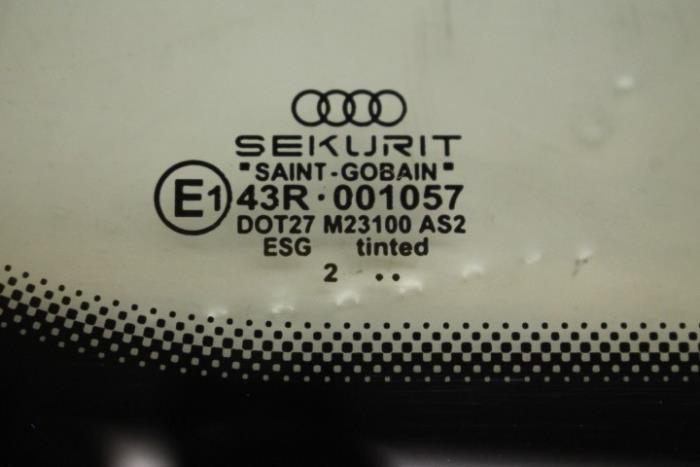 SEKURIT
"SAINT-GOBAIN"
E1 43R·001057
DOT27 M23100 AS2
ESG tinted
2 ..